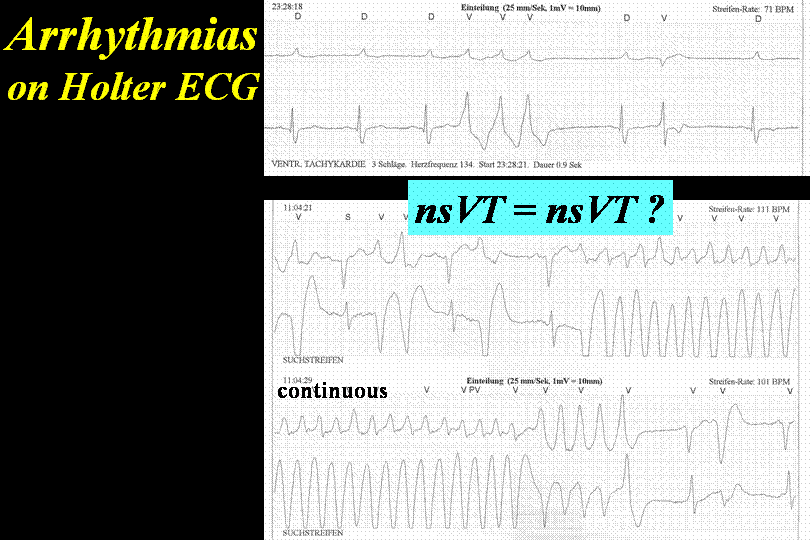 Arrhythmias
on Holter ECG
23:28:18 Einteilung (25 mm/Sek, 1mV = 10mm) Streifen-Rate: 71 BPM
D D D V V V D V D
VENTR. TACHYKARDIE 3 Schläge. Herzfrequenz 134. Start 23:28:21. Dauer 0.9 Sek
nsVT = nsVT ?
11:04:21 Streifen-Rate: 111 BPM
V S V V V V V V
SUCHSTREIFEN
11:04:29 Einteilung (25 mm/Sek, 1mV = 10mm) Streifen-Rate: 101 BPM
continuous
V V PV V V V V V V V
SUCHSTREIFEN